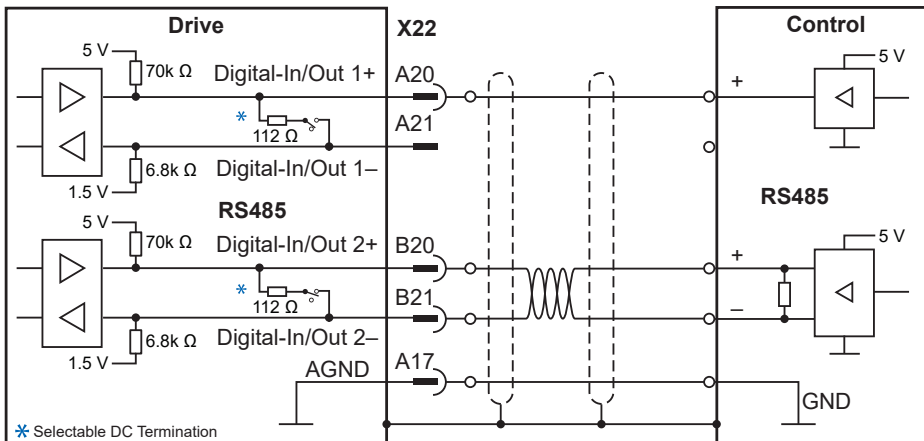 Drive
X22
Control
5 V
70k Ω
Digital-In/Out 1+
A20
+
5 V
*
112 Ω
A21
6.8k Ω
Digital-In/Out 1–
1.5 V
RS485
RS485
5 V
70k Ω
Digital-In/Out 2+
B20
+
5 V
*
112 Ω
B21
–
6.8k Ω
Digital-In/Out 2–
1.5 V
AGND
A17
GND
* Selectable DC Termination